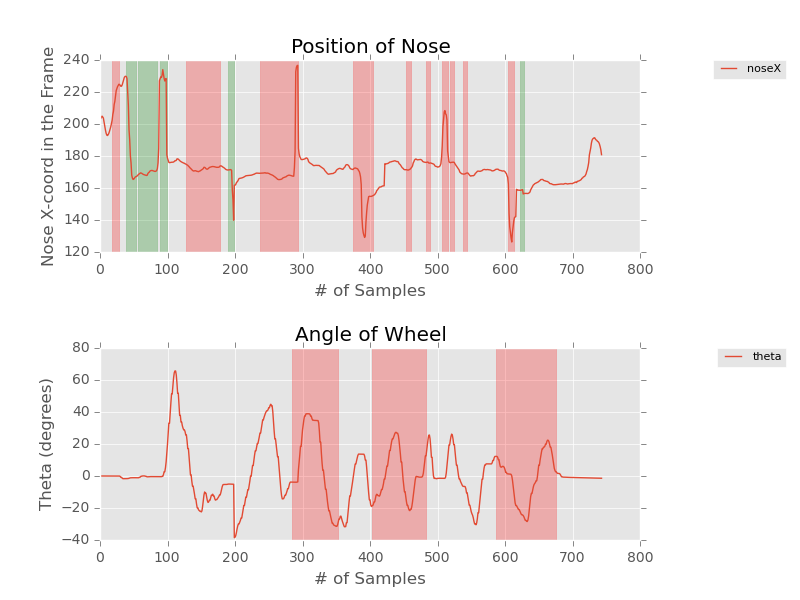 Position of Nose
240
220
200
180
160
140
120
Nose X-coord in the Frame
0 100 200 300 400 500 600 700 800
# of Samples
noseX
Angle of Wheel
80
60
40
20
0
−20
−40
Theta (degrees)
0 100 200 300 400 500 600 700 800
# of Samples
theta